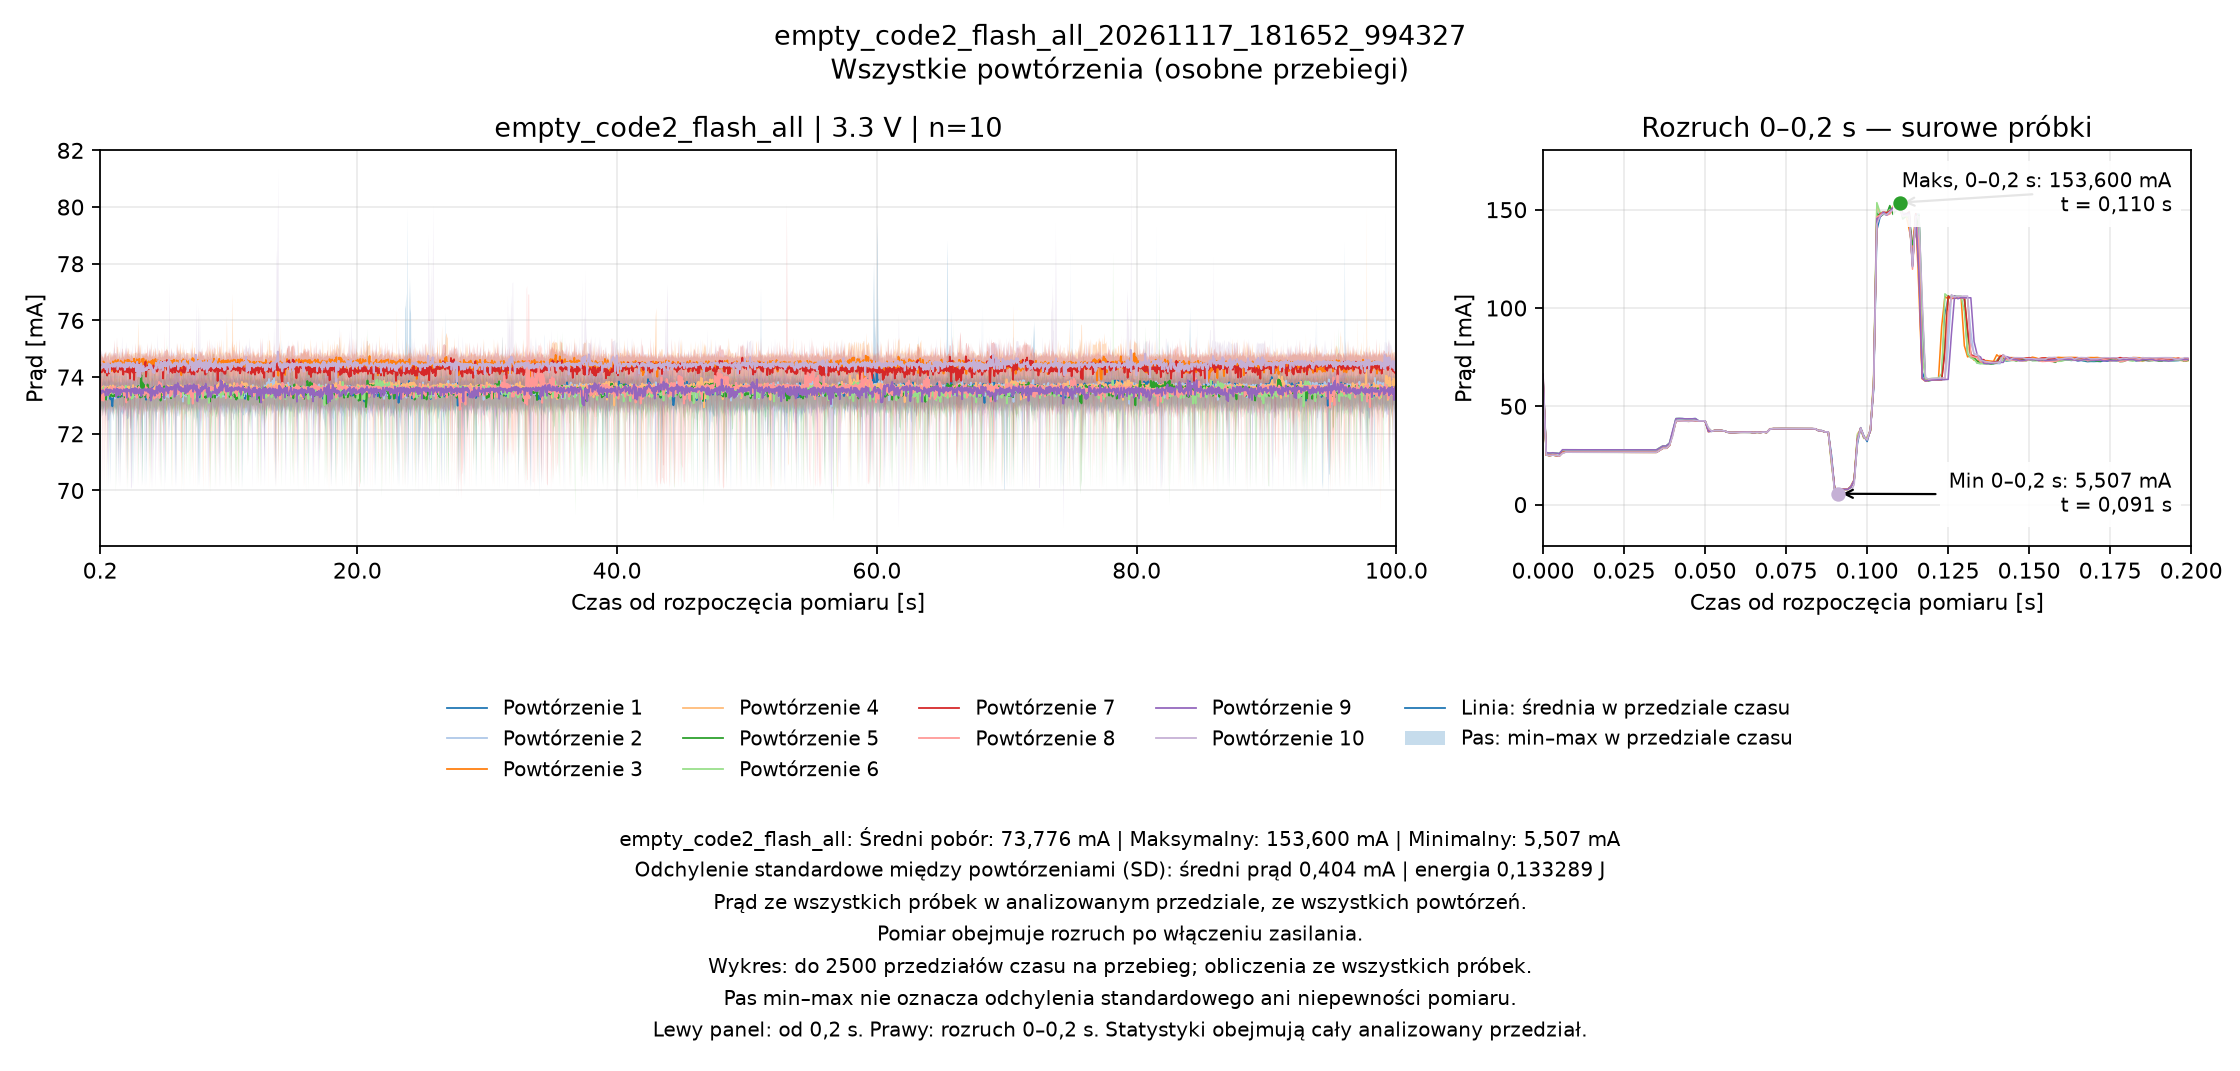 empty_code2_flash_all_20261117_181652_994327
Wszystkie powtórzenia (osobne przebiegi)
empty_code2_flash_all | 3.3 V | n=10
82
80
78
76
74
72
70
Prąd [mA]
0.2
20.0
40.0
60.0
80.0
100.0
Czas od rozpoczęcia pomiaru [s]
Rozruch 0–0,2 s — surowe próbki
150
100
50
0
Prąd [mA]
Maks, 0–0,2 s: 153,600 mA
t = 0,110 s
Min 0–0,2 s: 5,507 mA
t = 0,091 s
0.000
0.025
0.050
0.075
0.100
0.125
0.150
0.175
0.200
Czas od rozpoczęcia pomiaru [s]
Powtórzenie 1
Powtórzenie 2
Powtórzenie 3
Powtórzenie 4
Powtórzenie 5
Powtórzenie 6
Powtórzenie 7
Powtórzenie 8
Powtórzenie 9
Powtórzenie 10
Linia: średnia w przedziale czasu
Pas: min–max w przedziale czasu
empty_code2_flash_all: Średni pobór: 73,776 mA | Maksymalny: 153,600 mA | Minimalny: 5,507 mA
Odchylenie standardowe między powtórzeniami (SD): średni prąd 0,404 mA | energia 0,133289 J
Prąd ze wszystkich próbek w analizowanym przedziale, ze wszystkich powtórzeń.
Pomiar obejmuje rozruch po włączeniu zasilania.
Wykres: do 2500 przedziałów czasu na przebieg; obliczenia ze wszystkich próbek.
Pas min–max nie oznacza odchylenia standardowego ani niepewności pomiaru.
Lewy panel: od 0,2 s. Prawy: rozruch 0–0,2 s. Statystyki obejmują cały analizowany przedział.